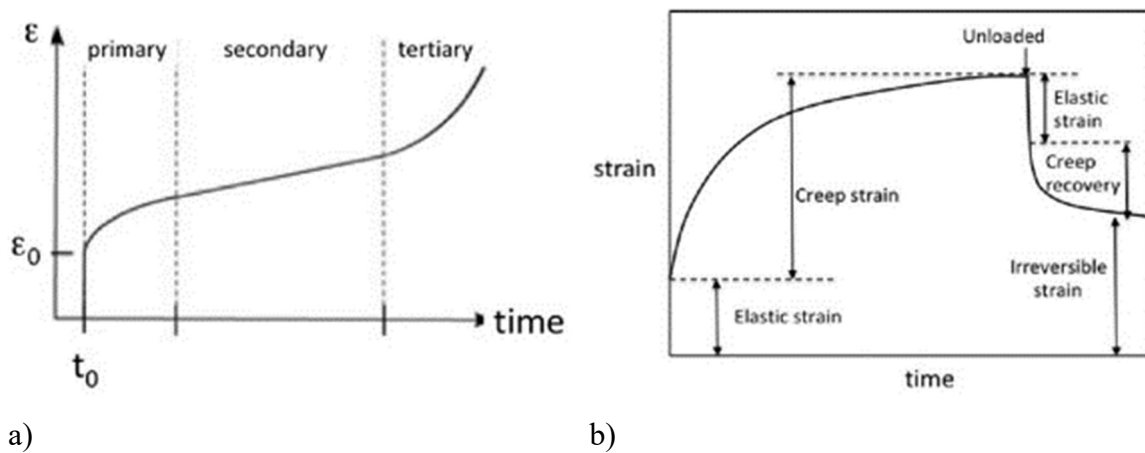 ε
primary
secondary
tertiary
ε0
t0
time
a)
Unloaded
Elastic
strain
Creep
recovery
strain
Creep strain
Irreversible
strain
Elastic strain
time
b)